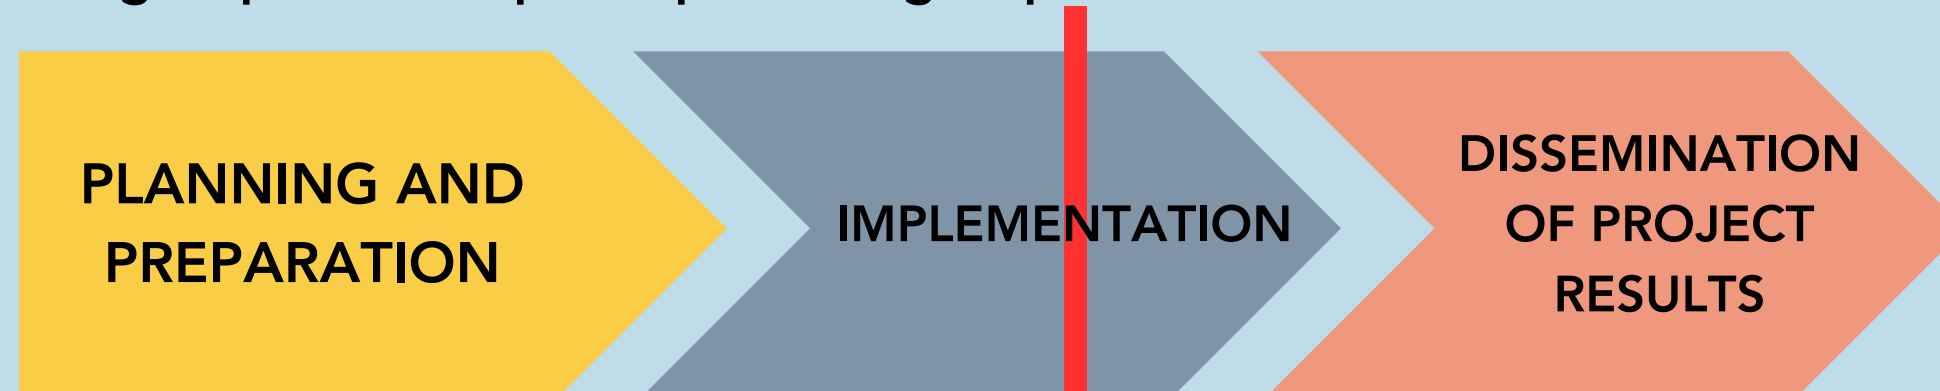 PLANNING AND
PREPARATION
IMPLEMENTATION
DISSEMINATION
OF PROJECT
RESULTS